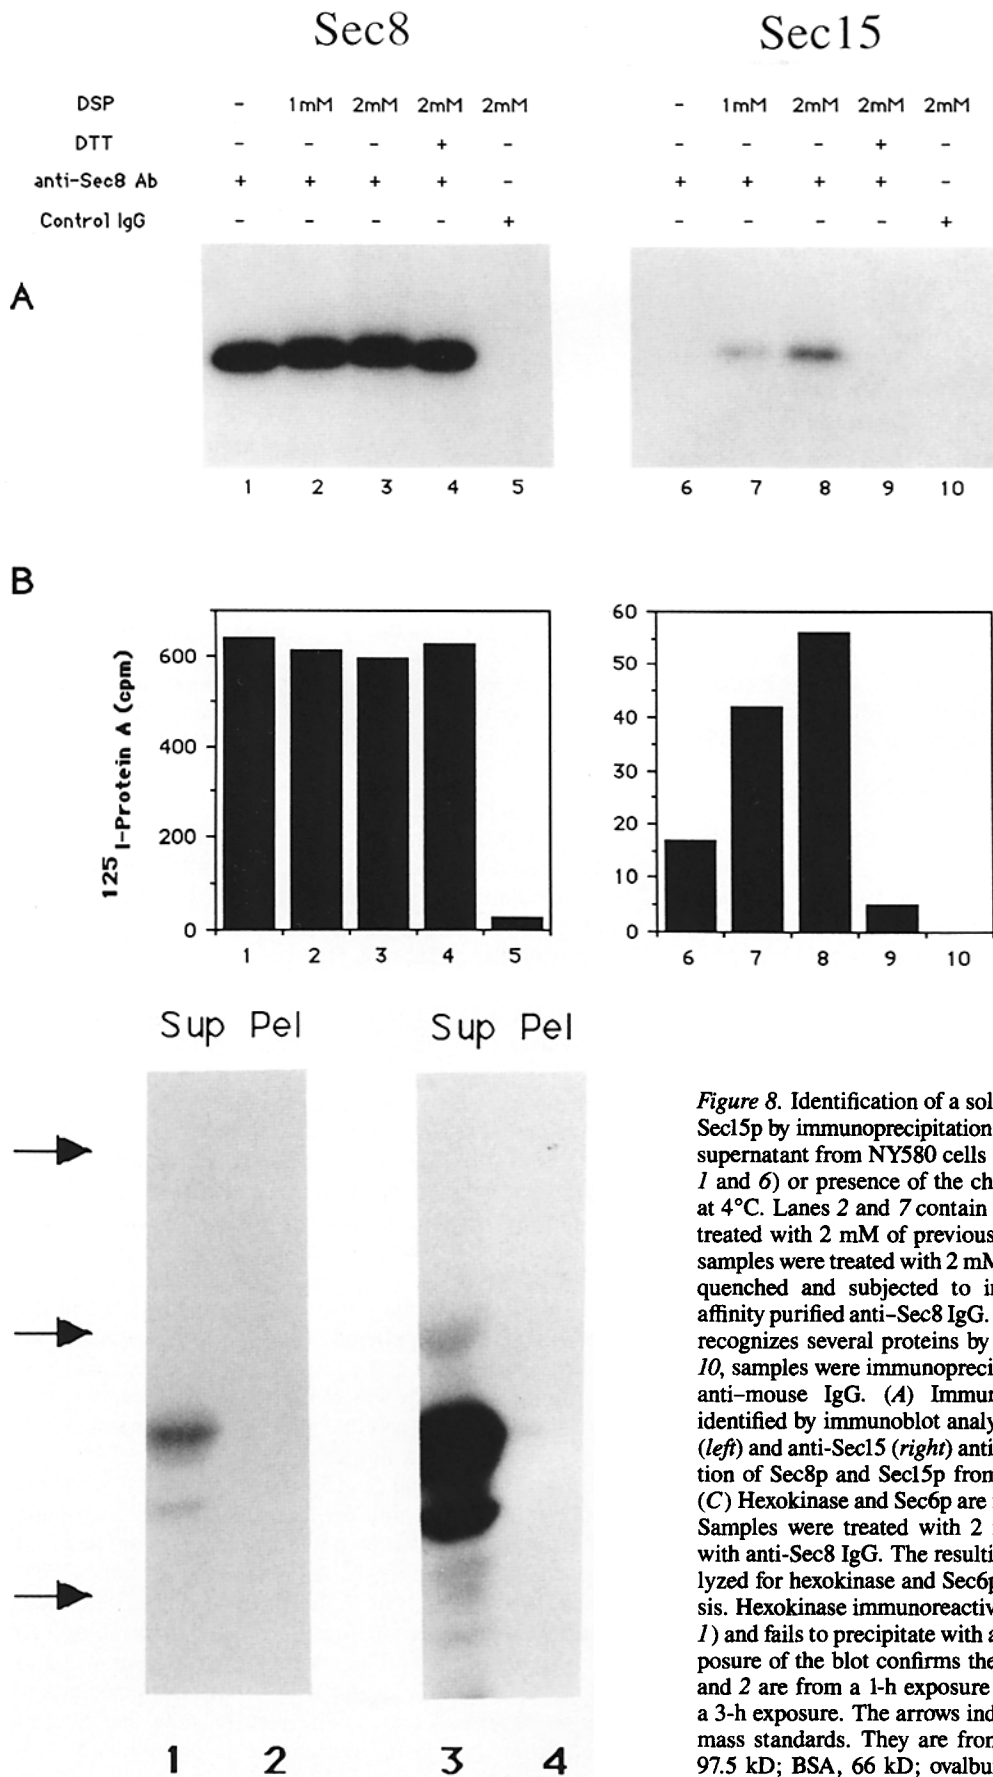 Sec8 Sec15
DSP - 1mM 2mM 2mM 2mM - 1mM 2mM 2mM 2mM
DTT - - - + - - - - + -
anti-Sec8 Ab + + + + - + + + + -
Control IgG - - - - + - - - - +
A
1 2 3 4 5 6 7 8 9 10
B
125 I-Protein A (cpm)
600
400
200
0
1 2 3 4 5
60
50
40
30
20
10
0
6 7 8 9 10
Sup Pel Sup Pel
1 2 3 4
Figure 8. Identification of a sol
Sec15p by immunoprecipitation
supernatant from NY580 cells
1 and 6) or presence of the ch
at 4°C. Lanes 2 and 7 contain
treated with 2 mM of previous
samples were treated with 2 mM
quenched and subjected to in
affinity purified anti-Sec8 IgG.
recognizes several proteins by
10, samples were immunopreci
anti-mouse IgG. (A) Immun
identified by immunoblot analy
(left) and anti-Sec15 (right) anti
tion of Sec8p and Sec15p from
(C) Hexokinase and Sec6p are
Samples were treated with 2
with anti-Sec8 IgG. The resulti
lyzed for hexokinase and Sec6p
sis. Hexokinase immunoreactiv
1) and fails to precipitate with a
posure of the blot confirms the
and 2 are from a 1-h exposure
a 3-h exposure. The arrows ind
mass standards. They are from
97.5 kD; BSA, 66 kD; ovalbu